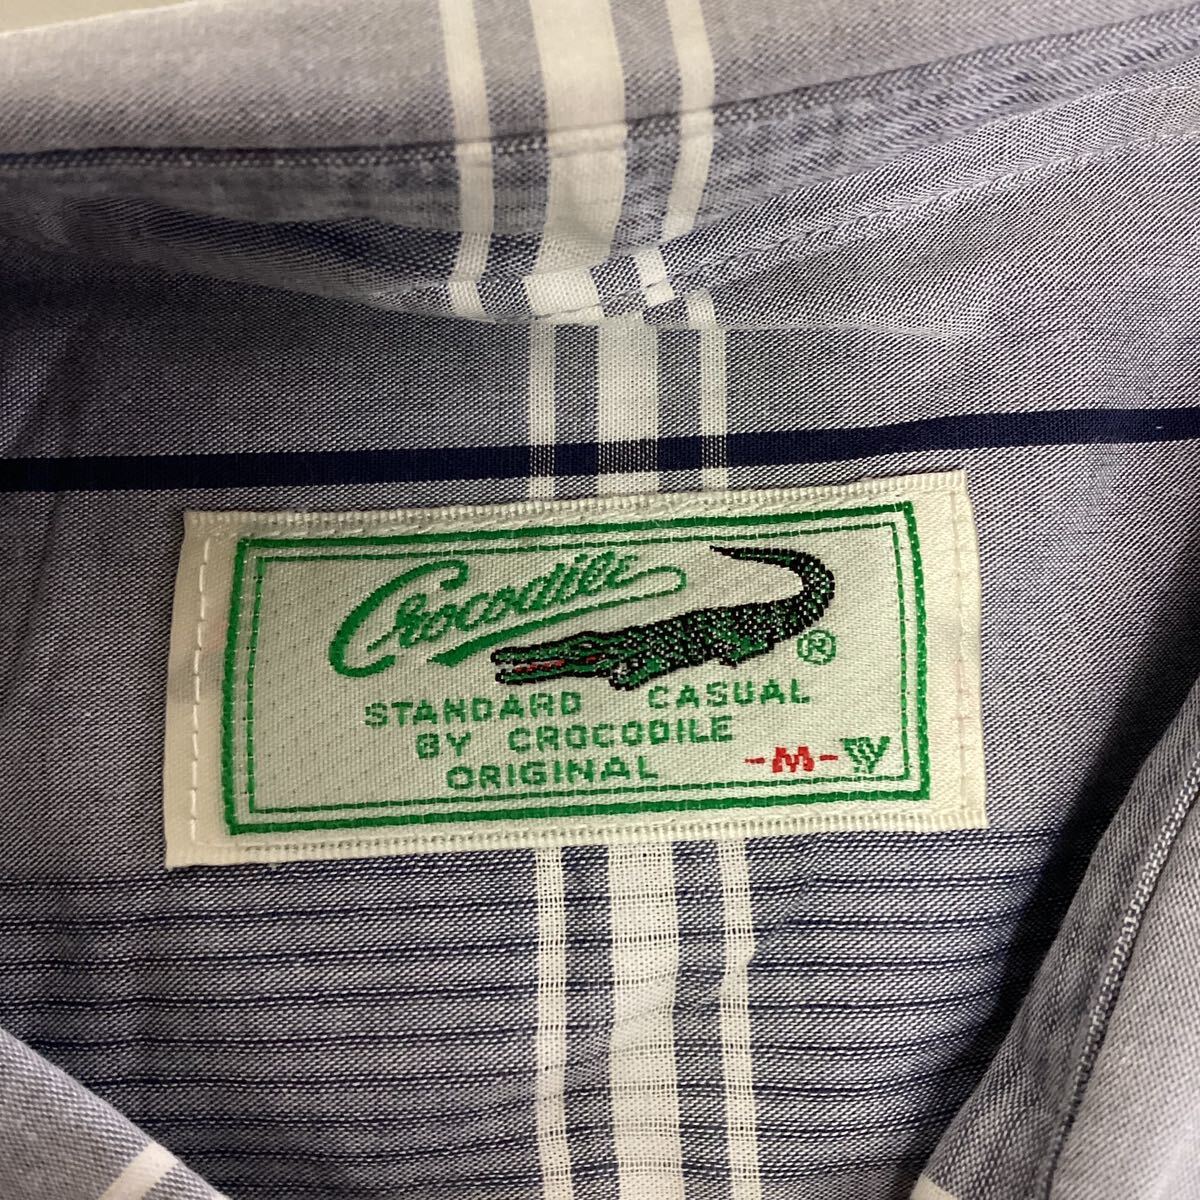 Crocodile ®
STANDARD CASUAL
BY CROCODILE
ORIGINAL -M- W